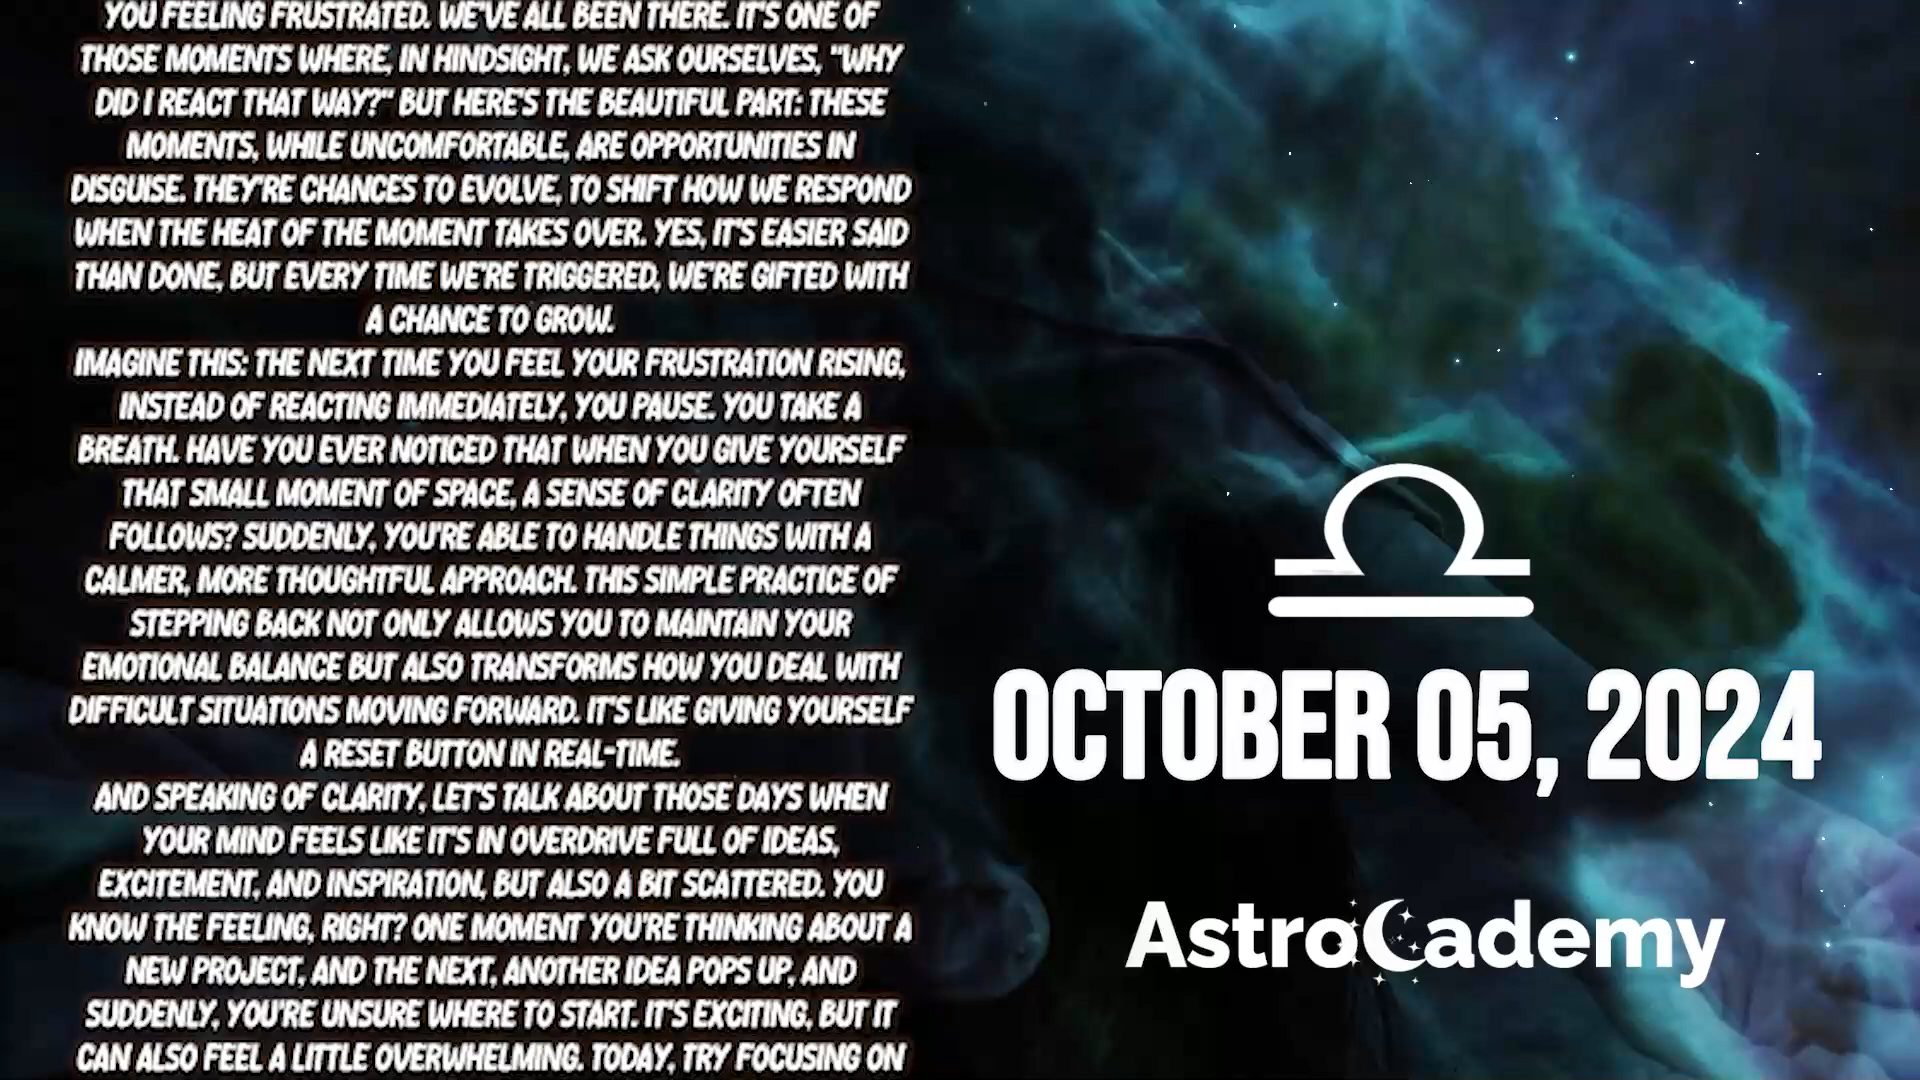 YOU FEELING FRUSTRATED. WE'VE ALL BEEN THERE. IT'S ONE OF
THOSE MOMENTS WHERE, IN HINDSIGHT, WE ASK OURSELVES, "WHY
DID I REACT THAT WAY?" BUT HERE'S THE BEAUTIFUL PART: THESE
MOMENTS, WHILE UNCOMFORTABLE, ARE OPPORTUNITIES IN
DISGUISE. THEY'RE CHANCES TO EVOLVE, TO SHIFT HOW WE RESPOND
WHEN THE HEAT OF THE MOMENT TAKES OVER. YES, IT'S EASIER SAID
THAN DONE, BUT EVERY TIME WE'RE TRIGGERED, WE'RE GIFTED WITH
A CHANCE TO GROW.
IMAGINE THIS: THE NEXT TIME YOU FEEL YOUR FRUSTRATION RISING,
INSTEAD OF REACTING IMMEDIATELY, YOU PAUSE. YOU TAKE A
BREATH. HAVE YOU EVER NOTICED THAT WHEN YOU GIVE YOURSELF
THAT SMALL MOMENT OF SPACE, A SENSE OF CLARITY OFTEN
FOLLOWS? SUDDENLY, YOU'RE ABLE TO HANDLE THINGS WITH A
CALMER, MORE THOUGHTFUL APPROACH. THIS SIMPLE PRACTICE OF
STEPPING BACK NOT ONLY ALLOWS YOU TO MAINTAIN YOUR
EMOTIONAL BALANCE BUT ALSO TRANSFORMS HOW YOU DEAL WITH
DIFFICULT SITUATIONS MOVING FORWARD. IT'S LIKE GIVING YOURSELF
A RESET BUTTON IN REAL-TIME.
AND SPEAKING OF CLARITY, LET'S TALK ABOUT THOSE DAYS WHEN
YOUR MIND FEELS LIKE IT'S IN OVERDRIVE FULL OF IDEAS,
EXCITEMENT, AND INSPIRATION, BUT ALSO A BIT SCATTERED. YOU
KNOW THE FEELING, RIGHT? ONE MOMENT YOU'RE THINKING ABOUT A
NEW PROJECT, AND THE NEXT, ANOTHER IDEA POPS UP, AND
SUDDENLY, YOU'RE UNSURE WHERE TO START. IT'S EXCITING, BUT IT
CAN ALSO FEEL A LITTLE OVERWHELMING. TODAY, TRY FOCUSING ON
OCTOBER 05, 2024
AstroCademy